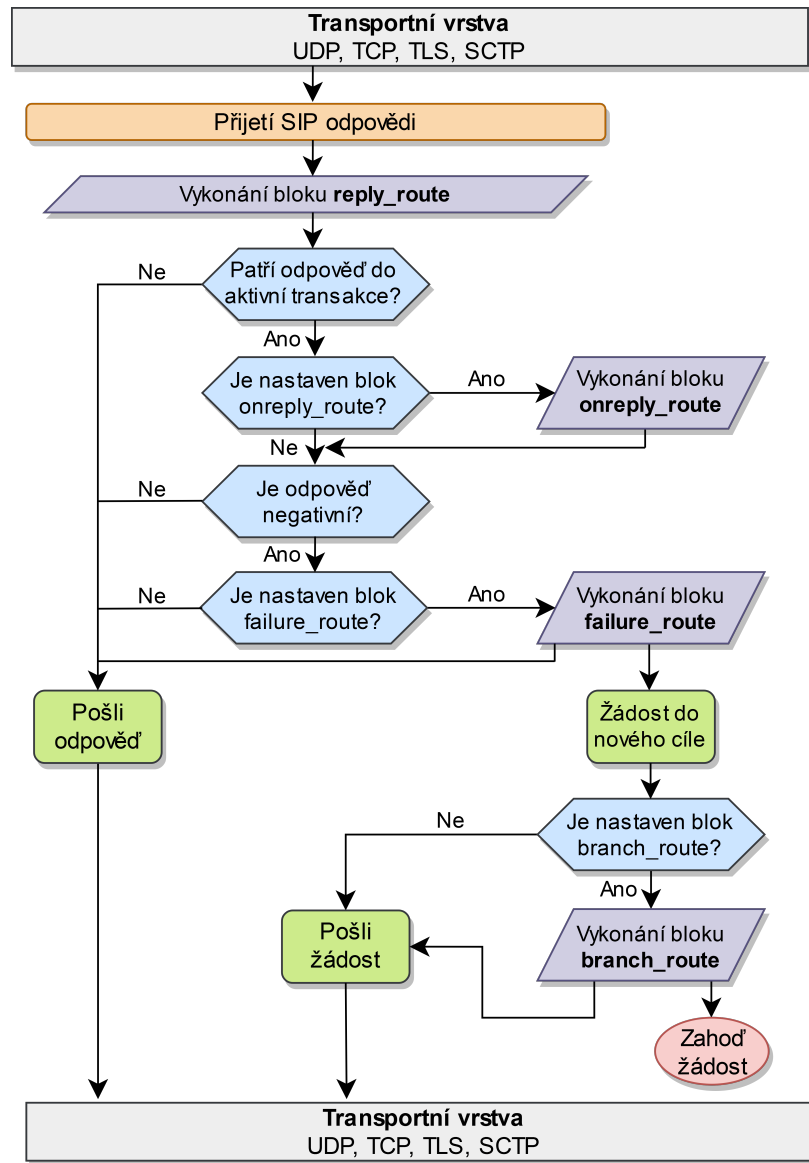 Transportní vrstva
UDP, TCP, TLS, SCTP
Přijetí SIP odpovědi
Vykonání bloku reply_route
Patří odpověď do
aktivní transakce?
Ne
Ano
Je nastaven blok
onreply_route?
Ano
Vykonání bloku
onreply_route
Ne
Je odpověď
negativní?
Ne
Ano
Je nastaven blok
failure_route?
Ne
Ano
Vykonání bloku
failure_route
Pošli
odpověď
Žádost do
nového cíle
Je nastaven blok
branch_route?
Ne
Ano
Pošli
žádost
Vykonání bloku
branch_route
Zahoď
žádost
Transportní vrstva
UDP, TCP, TLS, SCTP